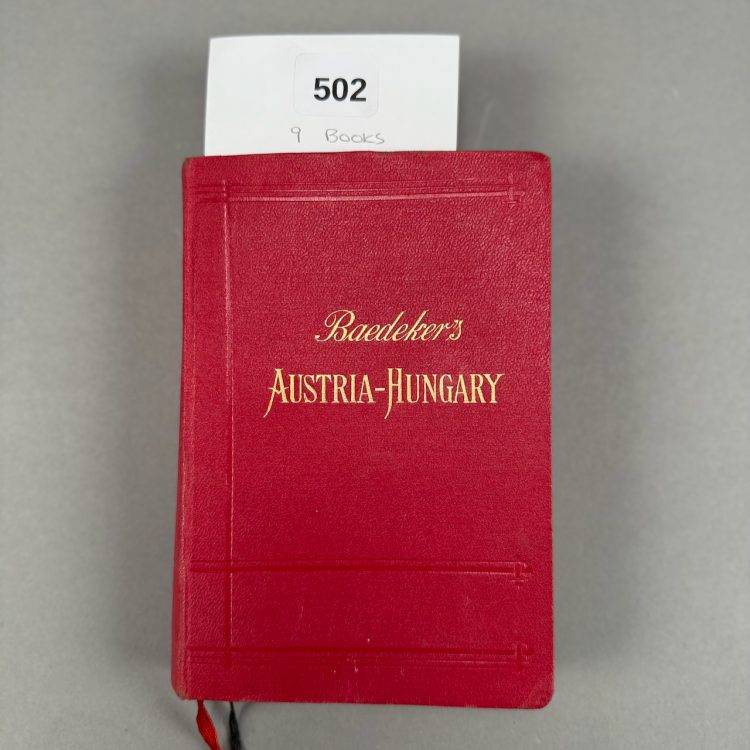 502
9 Books
Baedeker's
AUSTRIA-HUNGARY